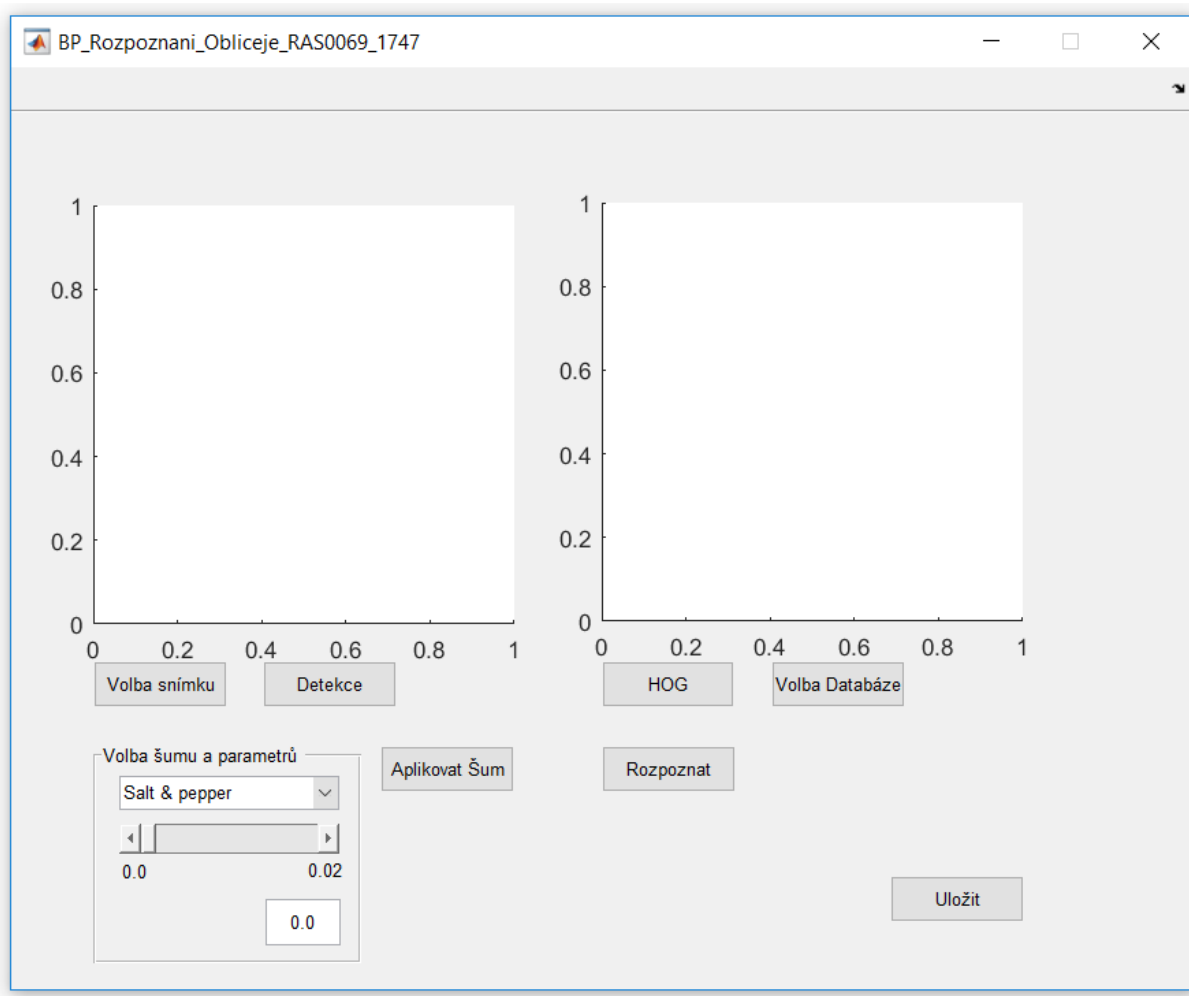 BP_Rozpoznani_Obliceje_RAS0069_1747
1
0.8
0.6
0.4
0.2
0
0 0.2 0.4 0.6 0.8 1
1
0.8
0.6
0.4
0.2
0
0 0.2 0.4 0.6 0.8 1
Volba snímku Detekce HOG Volba Databáze
Volba šumu a parametrů
Salt & pepper
0.0 0.02
0.0
Aplikovat Šum Rozpoznat
Uložit